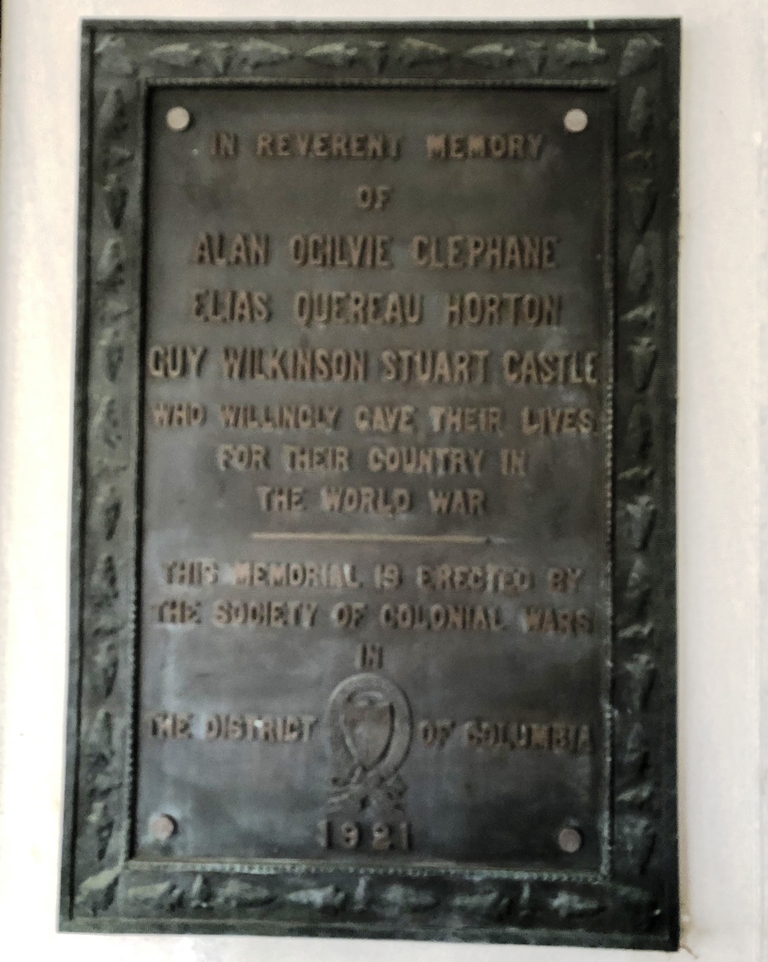 IN REVERENT MEMORY
OF
ALAN OGILVIE CLEPHANE
ELIAS QUEREAU HORTON
GUY WILKINSON STUART CASTLE
WHO WILLINGLY GAVE THEIR LIVES
FOR THEIR COUNTRY IN
THE WORLD WAR
THIS MEMORIAL IS ERECTED BY
THE SOCIETY OF COLONIAL WARS
IN
THE DISTRICT OF COLUMBIA
1921